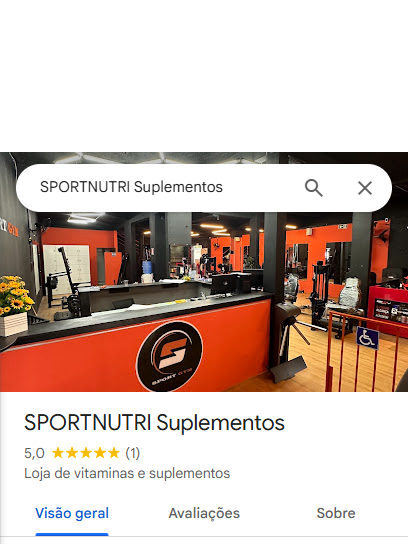 SPORTNUTRI Suplementos
SPORT GYM
SPORTNUTRI Suplementos
5,0 (1)
Loja de vitaminas e suplementos
Visão geral
Avaliações
Sobre